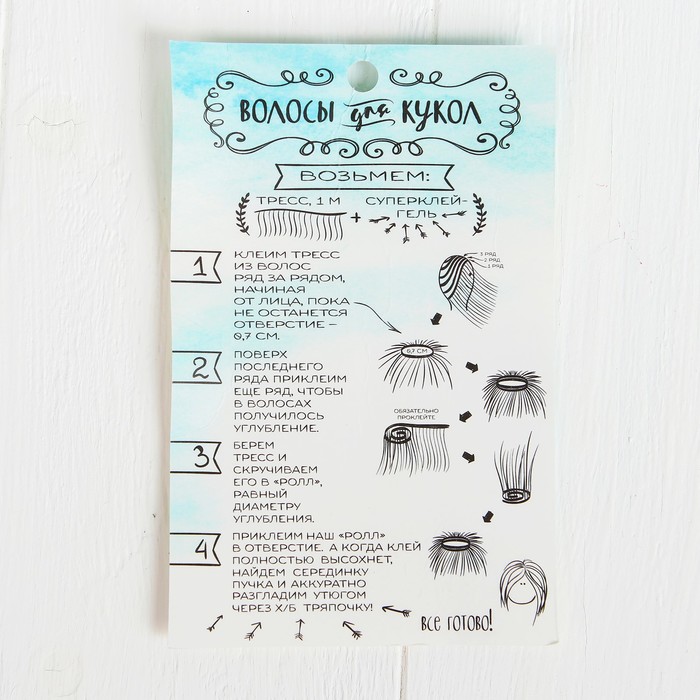 ВОЛОСЫ для КУКОЛ
ВОЗЬМЕМ:
ТРЕСС, 1 М + СУПЕРКЛЕЙ-
ГЕЛЬ
1
КЛЕИМ ТРЕСС
ИЗ ВОЛОС
РЯД ЗА РЯДОМ,
НАЧИНАЯ
ОТ ЛИЦА, ПОКА
НЕ ОСТАНЕТСЯ
ОТВЕРСТИЕ –
0,7 СМ.
3 РЯД
2 РЯД
1 РЯД
0,7 СМ
2
ПОВЕРХ
ПОСЛЕДНЕГО
РЯДА ПРИКЛЕИМ
ЕЩЕ РЯД, ЧТОБЫ
В ВОЛОСАХ
ПОЛУЧИЛОСЬ
УГЛУБЛЕНИЕ.
ОБЯЗАТЕЛЬНО
ПРОКЛЕЙТЕ
3
БЕРЕМ
ТРЕСС И
СКРУЧИВАЕМ
ЕГО В «РОЛЛ»,
РАВНЫЙ
ДИАМЕТРУ
УГЛУБЛЕНИЯ.
4
ПРИКЛЕИМ НАШ «РОЛЛ»
В ОТВЕРСТИЕ. А КОГДА КЛЕЙ
ПОЛНОСТЬЮ ВЫСОХНЕТ,
НАЙДЕМ СЕРЕДИНКУ
ПУЧКА И АККУРАТНО
РАЗГЛАДИМ УТЮГОМ
ЧЕРЕЗ Х/Б ТРЯПОЧКУ!
ВСЕ ГОТОВО!